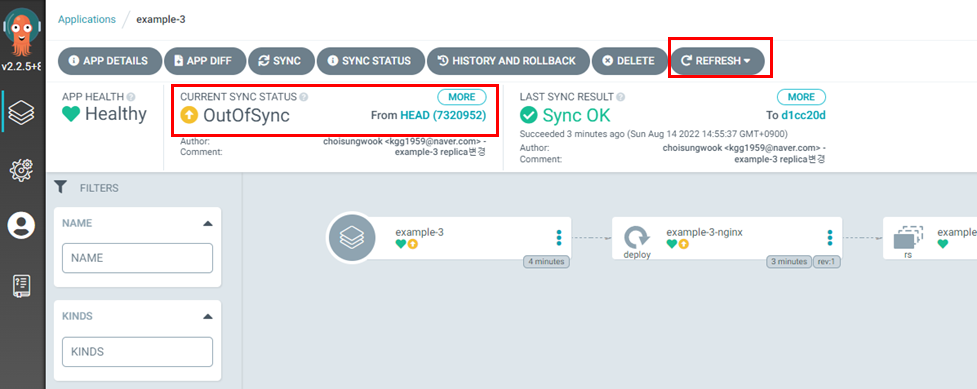 Applications / example-3
v2.2.5+8
APP DETAILS APP DIFF SYNC SYNC STATUS HISTORY AND ROLLBACK DELETE REFRESH
APP HEALTH
Healthy
CURRENT SYNC STATUS MORE
OutOfSync From HEAD (7320952)
Author: choisungwook <kgg1959@naver.com> -
Comment: example-3 replica변경
LAST SYNC RESULT MORE
Sync OK To d1cc20d
Succeeded 3 minutes ago (Sun Aug 14 2022 14:55:37 GMT+0900)
Author: choisungwook <kgg1959@naver.com> -
Comment: example-3 replica변경
FILTERS
NAME
NAME
KINDS
KINDS
example-3
4 minutes
example-3-nginx
deploy
3 minutes rev:1
example
rs